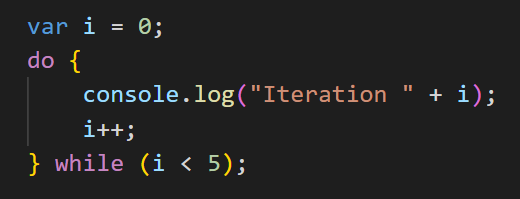 var i = 0;
do {
    console.log("Iteration " + i);
    i++;
} while (i < 5);